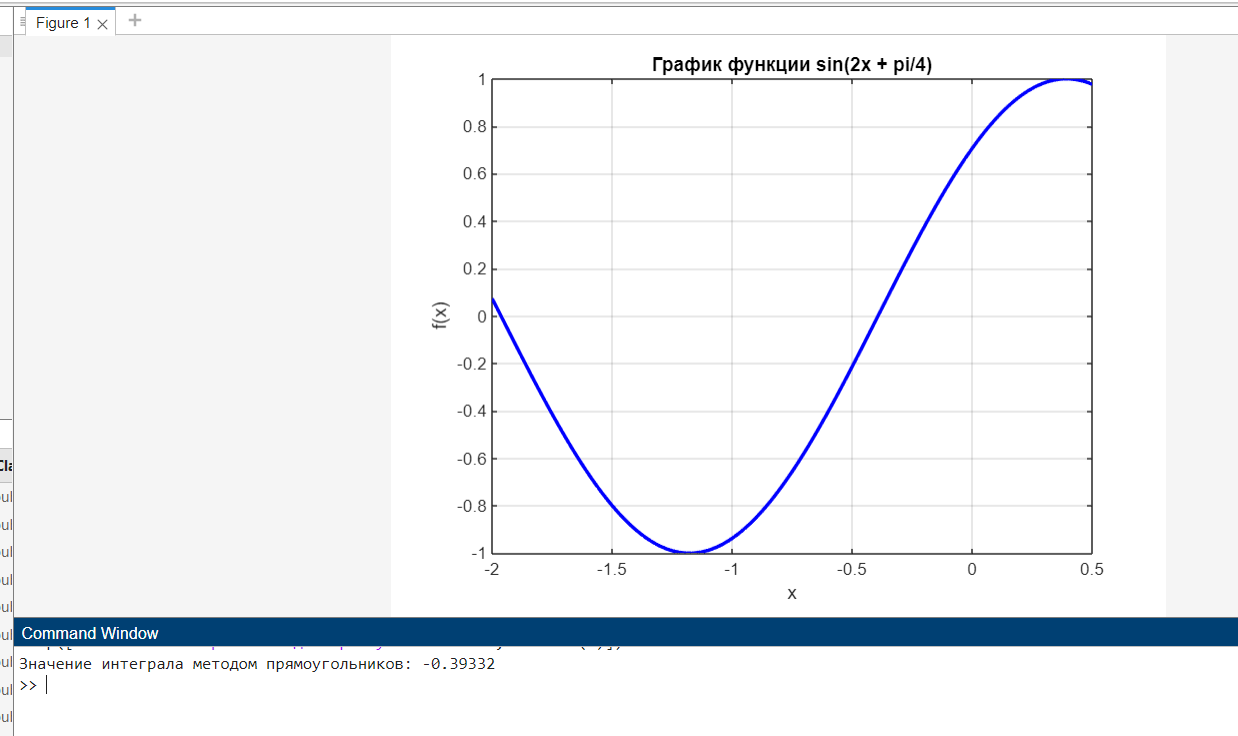 Figure 1
График функции sin(2x + pi/4)
1
0.8
0.6
0.4
0.2
0
-0.2
-0.4
-0.6
-0.8
-1
f(x)
-2 -1.5 -1 -0.5 0 0.5
x
Command Window
Значение интеграла методом прямоугольников: -0.39332
>>